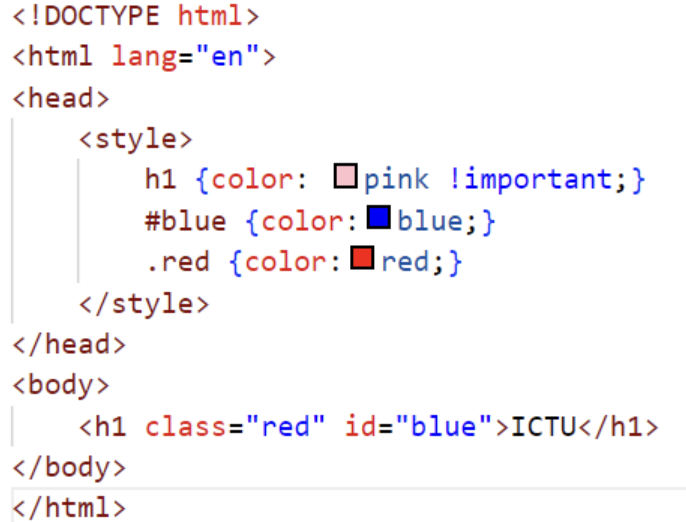 <!DOCTYPE html>
<html lang="en">
<head>
<style>
h1 {color: pink !important;}
#blue {color: blue;}
.red {color: red;}
</style>
</head>
<body>
<h1 class="red" id="blue">ICTU</h1>
</body>
</html>